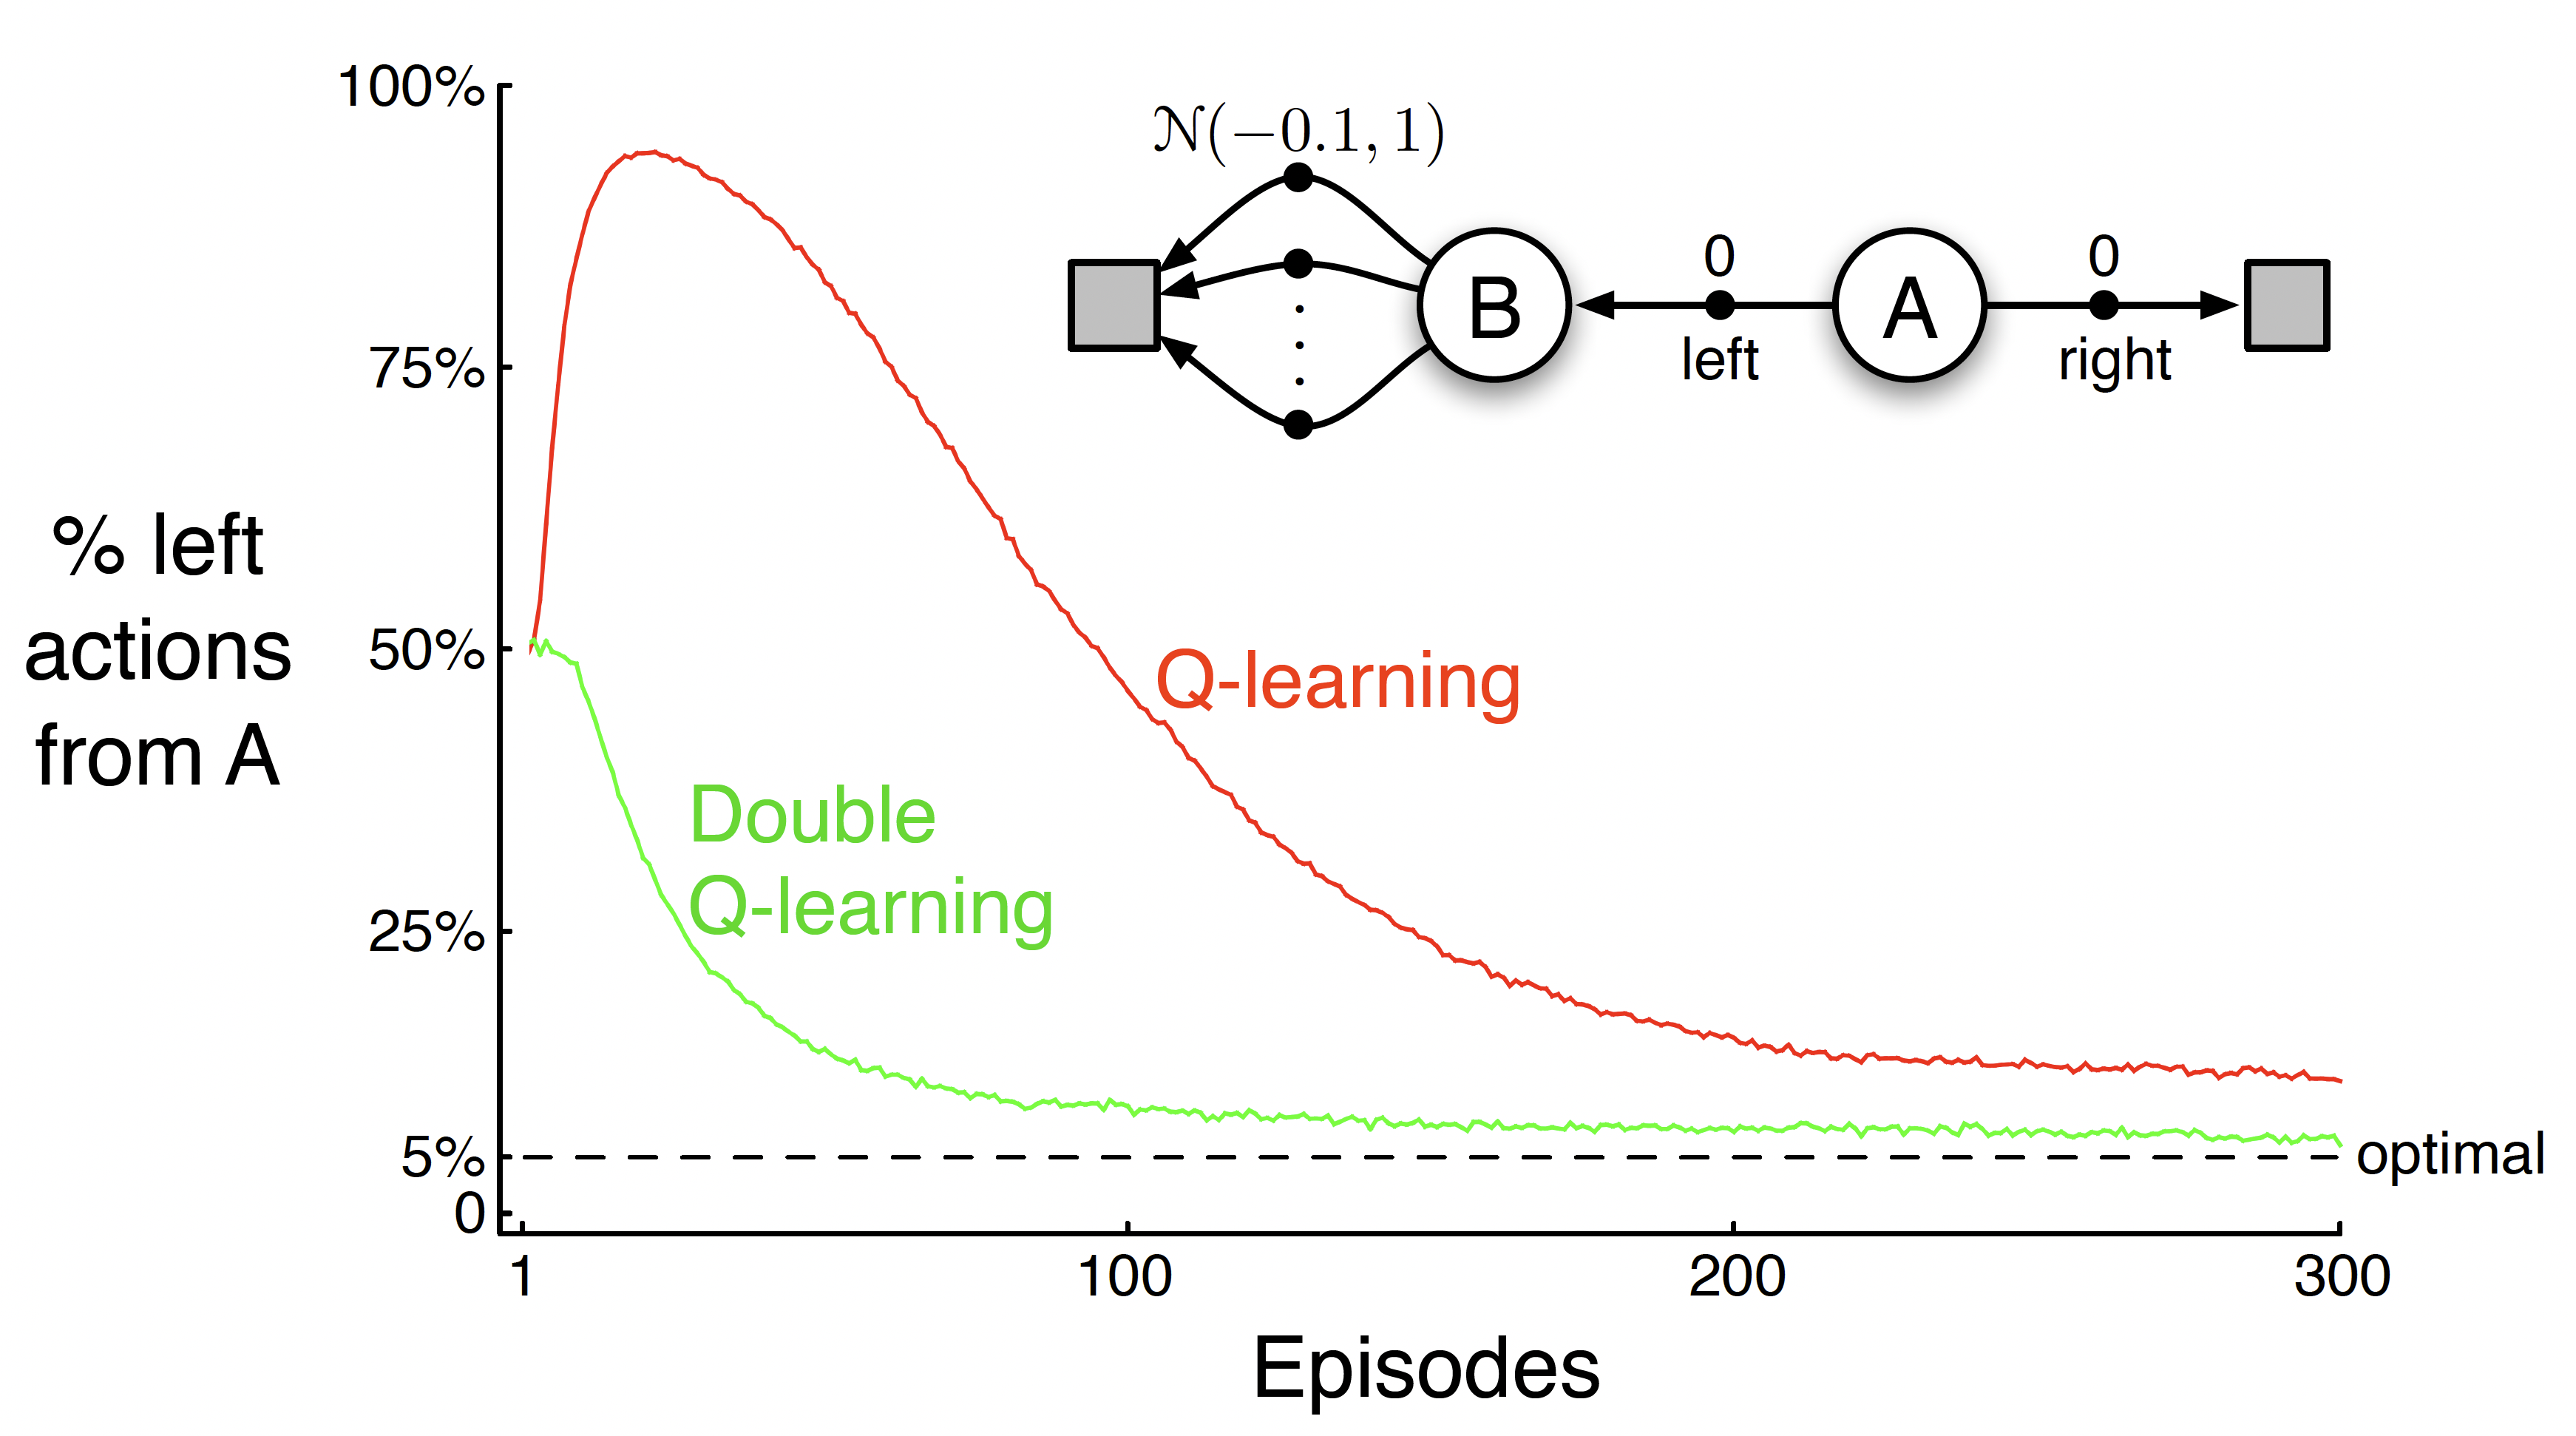 100%
75%
50%
25%
5%
0
% left
actions
from A
𝒩(−0.1, 1)
B
0
left
A
0
right
Q-learning
Double
Q-learning
optimal
1
100
200
300
Episodes